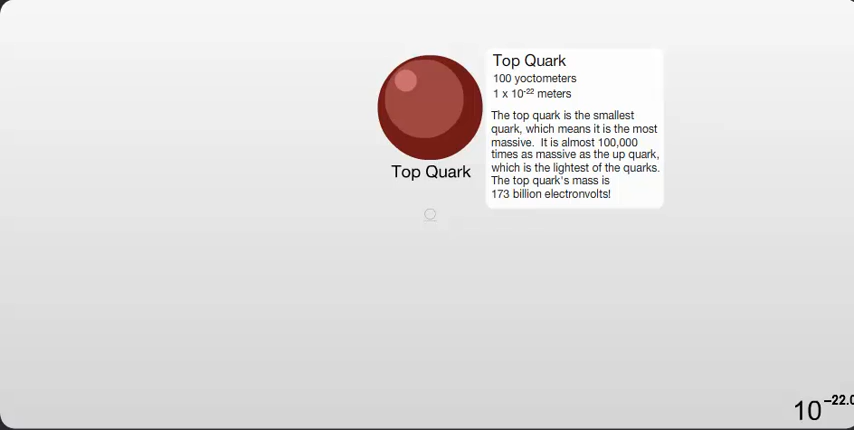 Top Quark
100 yoctometers
1 x 10⁻²² meters
The top quark is the smallest
quark, which means it is the most
massive. It is almost 100,000
times as massive as the up quark,
which is the lightest of the quarks.
The top quark's mass is
173 billion electronvolts!
Top Quark
10⁻²²·⁰